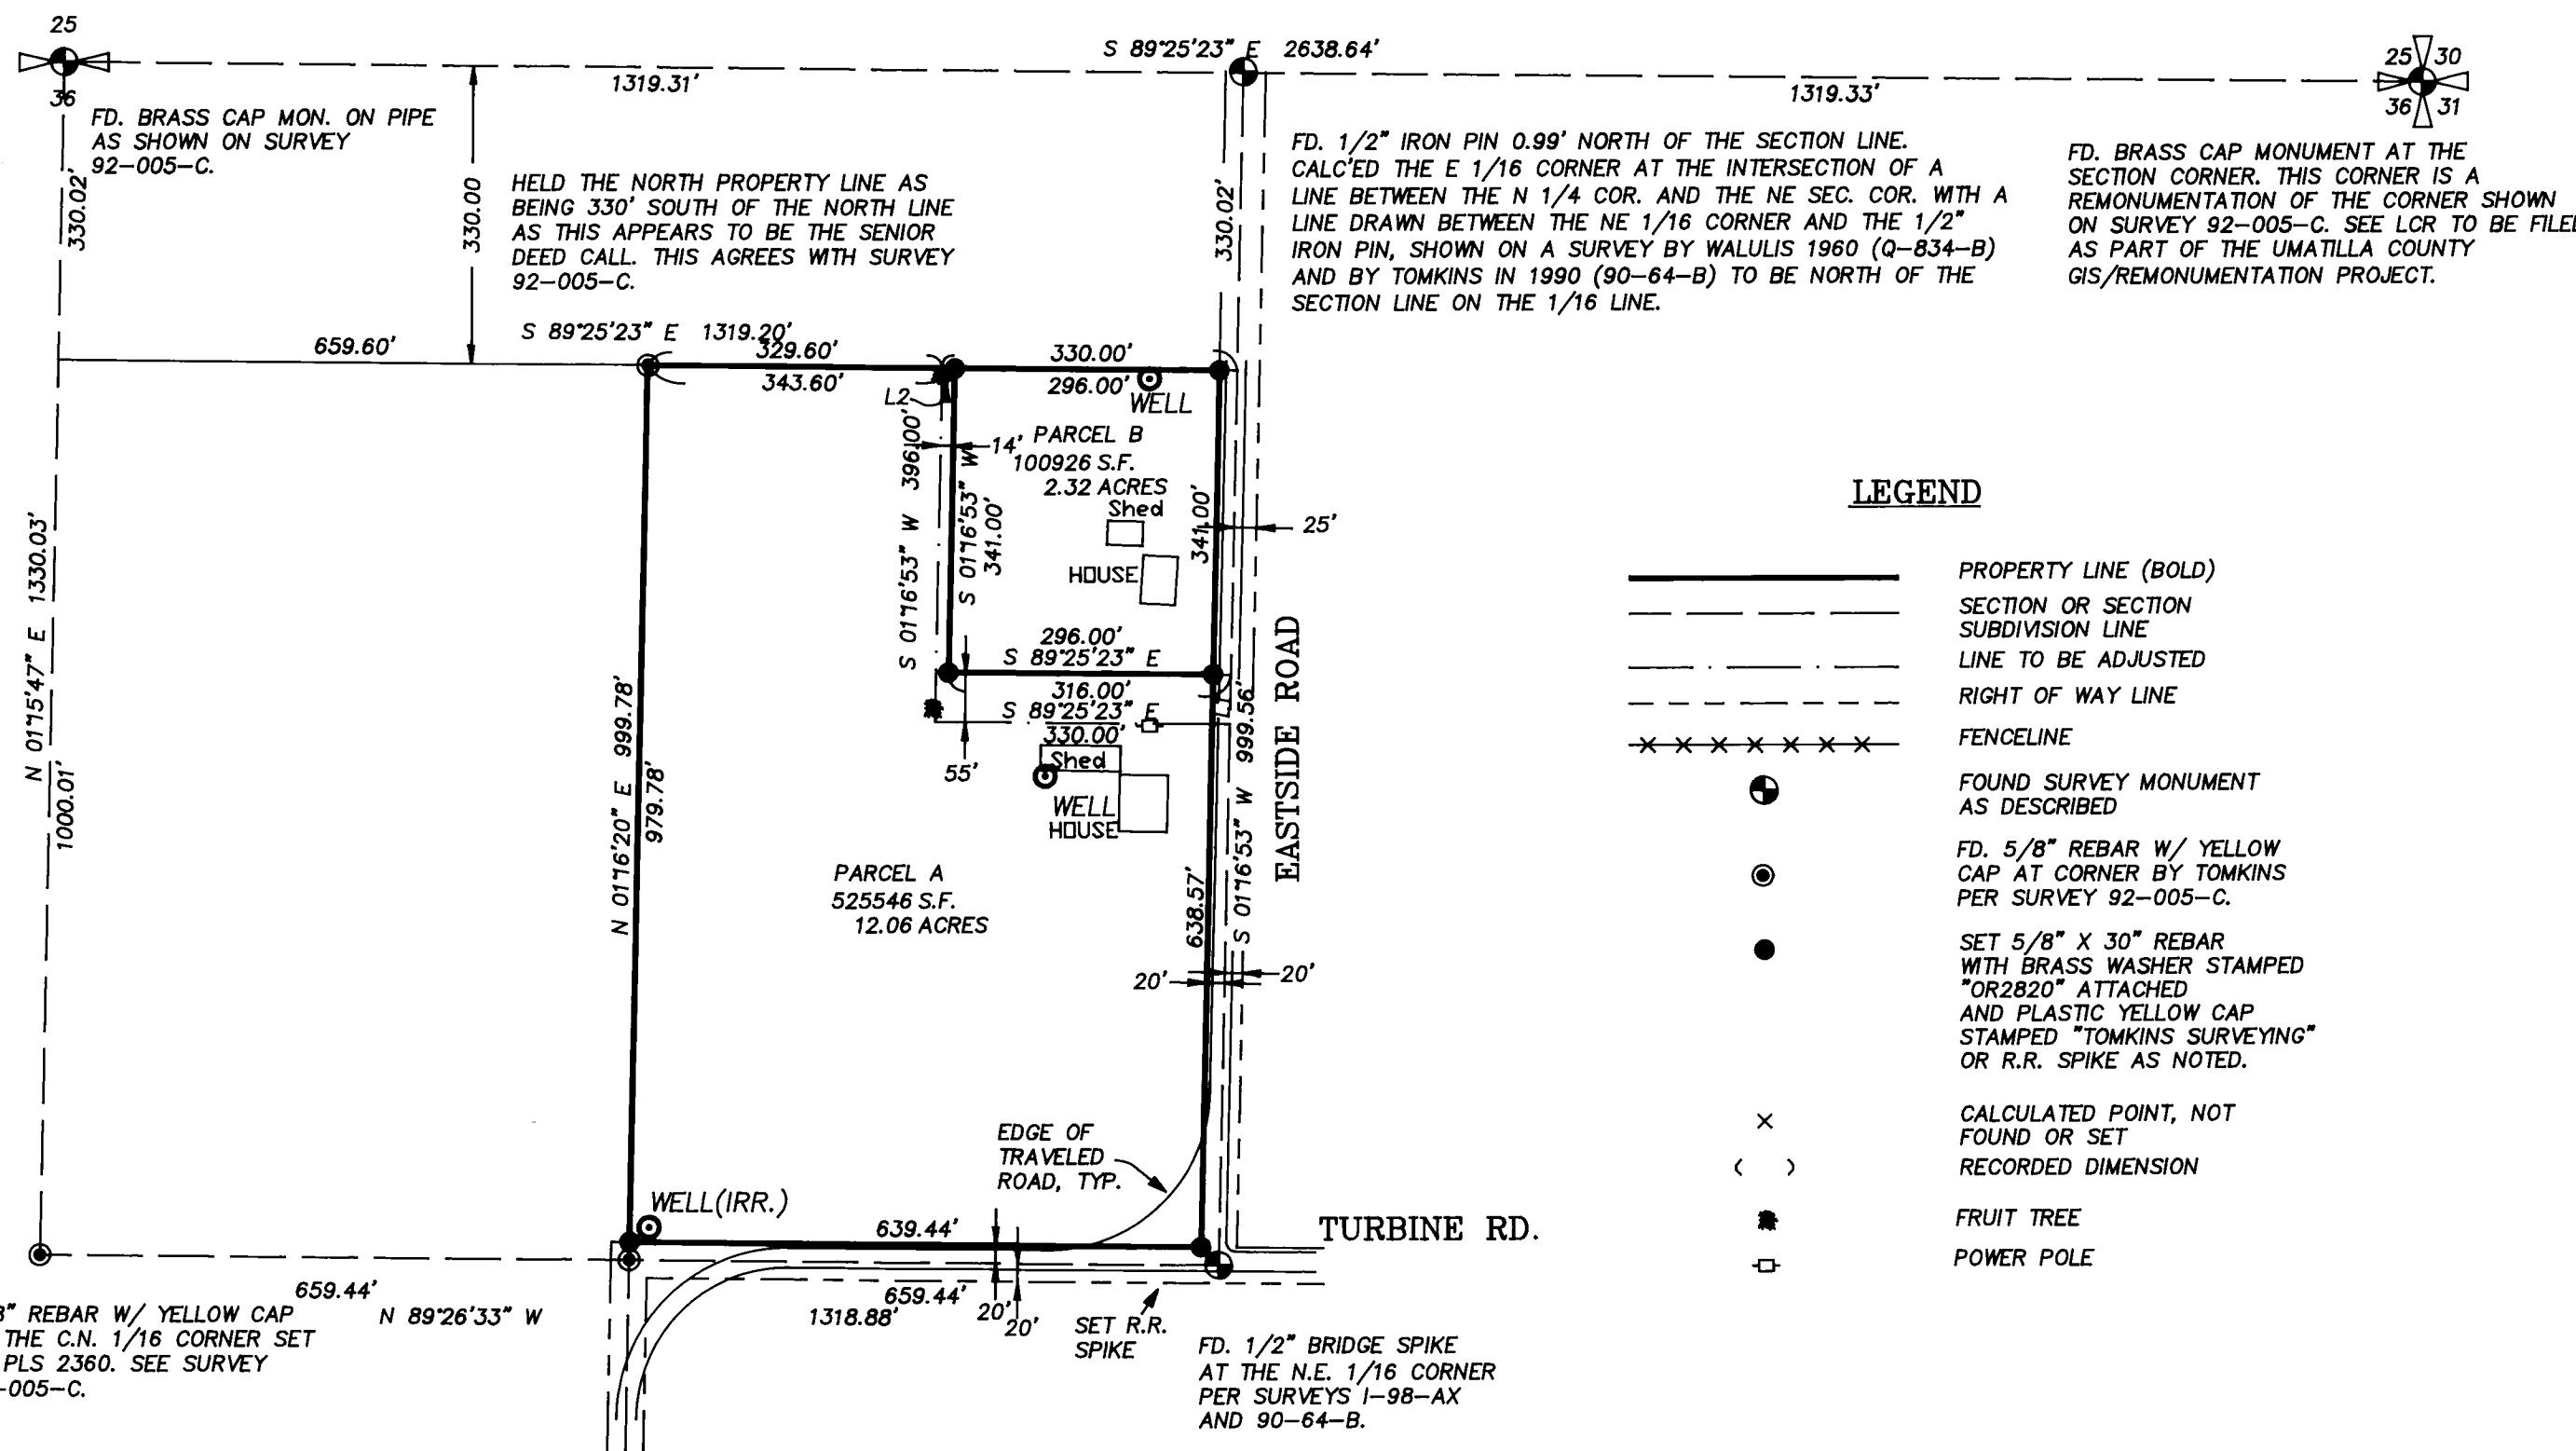 25
36
S 89°25'23" E 2638.64'
1319.31'
1319.33'
25 30
36 31
FD. BRASS CAP MON. ON PIPE
AS SHOWN ON SURVEY
92-005-C.
330.02'
330.00
HELD THE NORTH PROPERTY LINE AS
BEING 330' SOUTH OF THE NORTH LINE
AS THIS APPEARS TO BE THE SENIOR
DEED CALL. THIS AGREES WITH SURVEY
92-005-C.
330.02'
FD. 1/2" IRON PIN 0.99' NORTH OF THE SECTION LINE.
CALC'ED THE E 1/16 CORNER AT THE INTERSECTION OF A
LINE BETWEEN THE N 1/4 COR. AND THE NE SEC. COR. WITH A
LINE DRAWN BETWEEN THE NE 1/16 CORNER AND THE 1/2"
IRON PIN, SHOWN ON A SURVEY BY WALULIS 1960 (Q-834-B)
AND BY TOMKINS IN 1990 (90-64-B) TO BE NORTH OF THE
SECTION LINE ON THE 1/16 LINE.
FD. BRASS CAP MONUMENT AT THE
SECTION CORNER. THIS CORNER IS A
REMONUMENTATION OF THE CORNER SHOWN
ON SURVEY 92-005-C. SEE LCR TO BE FILED
AS PART OF THE UMATILLA COUNTY
GIS/REMONUMENTATION PROJECT.
S 89°25'23" E 1319.20'
659.60'
329.60'
343.60'
330.00'
296.00'
WELL
L2
14'
PARCEL B
100926 S.F.
2.32 ACRES
Shed
HOUSE
S 01°16'53" W 396.00'
S 01°16'53" W
341.00'
341.00'
25'
296.00'
S 89°25'23" E
316.00'
S 89°25'23" E
330.00'
55'
Shed
WELL
HOUSE
N 01°15'47" E 1330.03'
1000.01'
N 01°16'20" E 999.78'
979.78'
PARCEL A
525546 S.F.
12.06 ACRES
638.57'
S 01°16'53" W 999.56'
EASTSIDE ROAD
20'
20'
EDGE OF
TRAVELED
ROAD, TYP.
WELL(IRR.)
639.44'
TURBINE RD.
659.44'
N 89°26'33" W
659.44'
1318.88'
20'
20'
SET R.R.
SPIKE
FD. 1/2" BRIDGE SPIKE
AT THE N.E. 1/16 CORNER
PER SURVEYS I-98-AX
AND 90-64-B.
8" REBAR W/ YELLOW CAP
THE C.N. 1/16 CORNER SET
PLS 2360. SEE SURVEY
-005-C.
LEGEND
PROPERTY LINE (BOLD)
SECTION OR SECTION
SUBDIVISION LINE
LINE TO BE ADJUSTED
RIGHT OF WAY LINE
FENCELINE
FOUND SURVEY MONUMENT
AS DESCRIBED
FD. 5/8" REBAR W/ YELLOW
CAP AT CORNER BY TOMKINS
PER SURVEY 92-005-C.
SET 5/8" X 30" REBAR
WITH BRASS WASHER STAMPED
"OR2820" ATTACHED
AND PLASTIC YELLOW CAP
STAMPED "TOMKINS SURVEYING"
OR R.R. SPIKE AS NOTED.
CALCULATED POINT, NOT
FOUND OR SET
( ) RECORDED DIMENSION
FRUIT TREE
POWER POLE